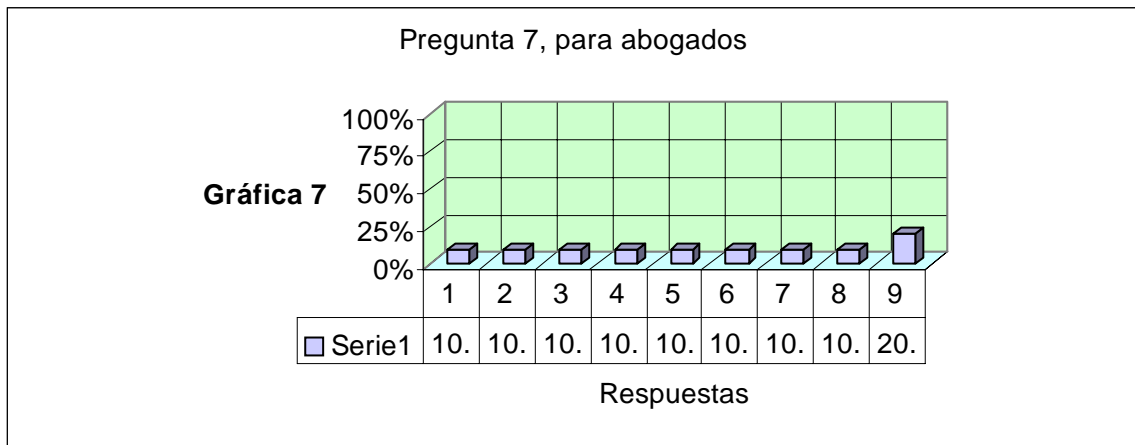 Pregunta 7, para abogados
100%
75%
50%
25%
0%
Gráfica 7
1 2 3 4 5 6 7 8 9
Serie1 10. 10. 10. 10. 10. 10. 10. 10. 20.
Respuestas